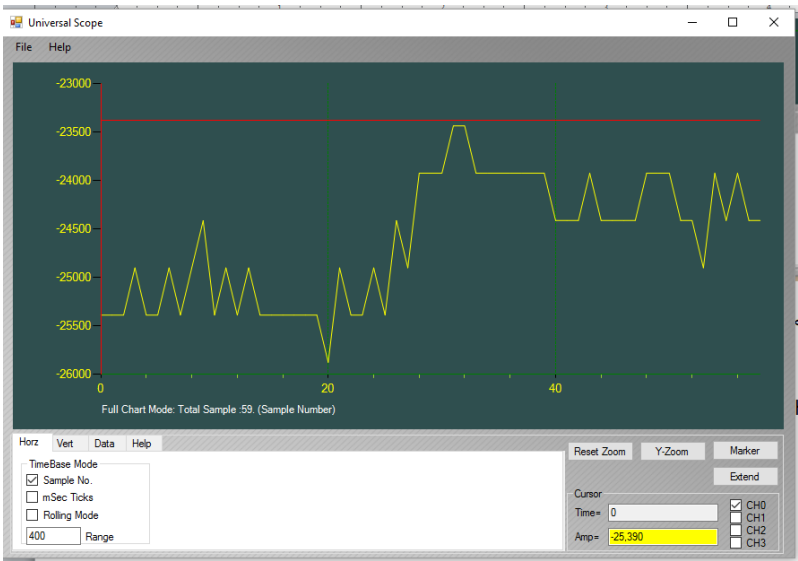 Universal Scope
File Help
-23000
-23500
-24000
-24500
-25000
-25500
-26000
0 20 40
Full Chart Mode: Total Sample :59. (Sample Number)
Horz Vert Data Help
TimeBase Mode
Sample No.
mSec Ticks
Rolling Mode
400 Range
Reset Zoom Y-Zoom Marker
Extend
Cursor
Time= 0
Amp= -25,390
CH0
CH1
CH2
CH3